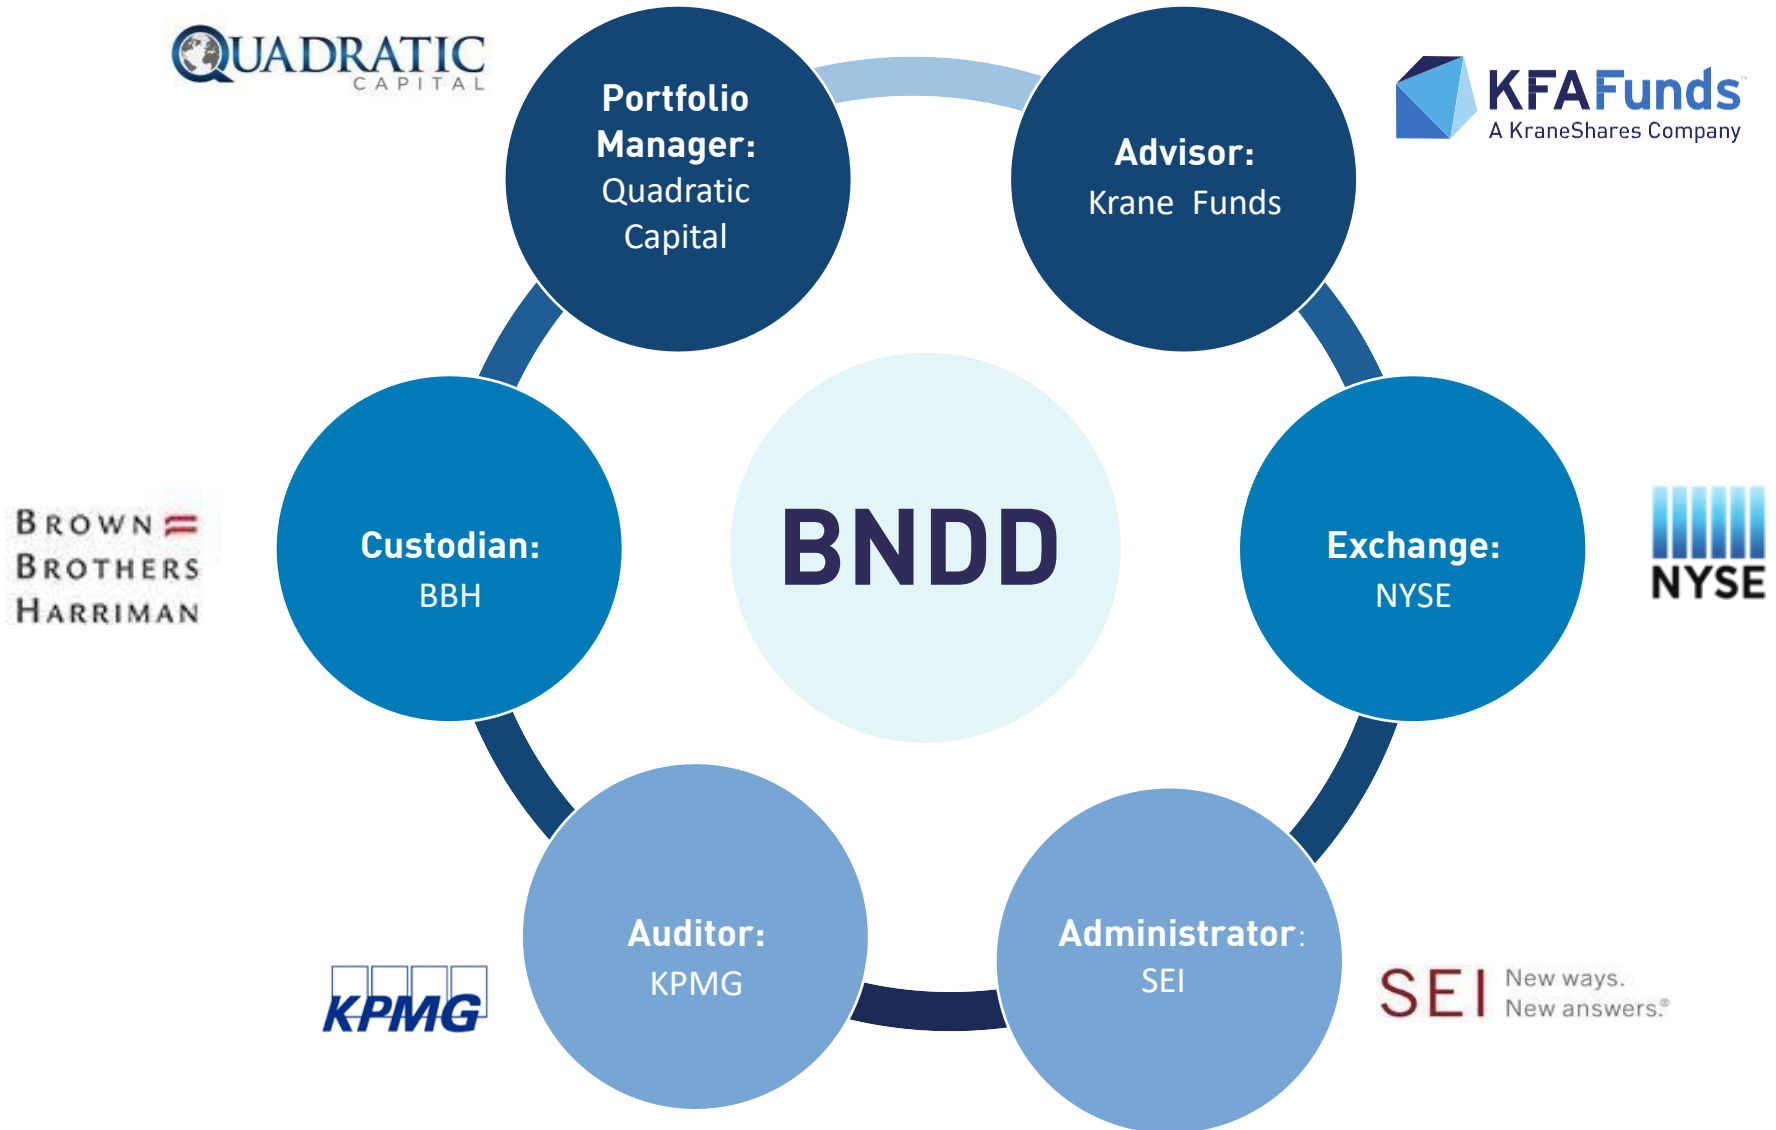 QUADRATIC
CAPITAL
Portfolio
Manager:
Quadratic
Capital
Advisor:
Krane Funds
KFAFunds™
A KraneShares Company
BROWN
BROTHERS
HARRIMAN
Custodian:
BBH
BNDD
Exchange:
NYSE
NYSE
KPMG
Auditor:
KPMG
Administrator:
SEI
SEI
New ways.
New answers.®